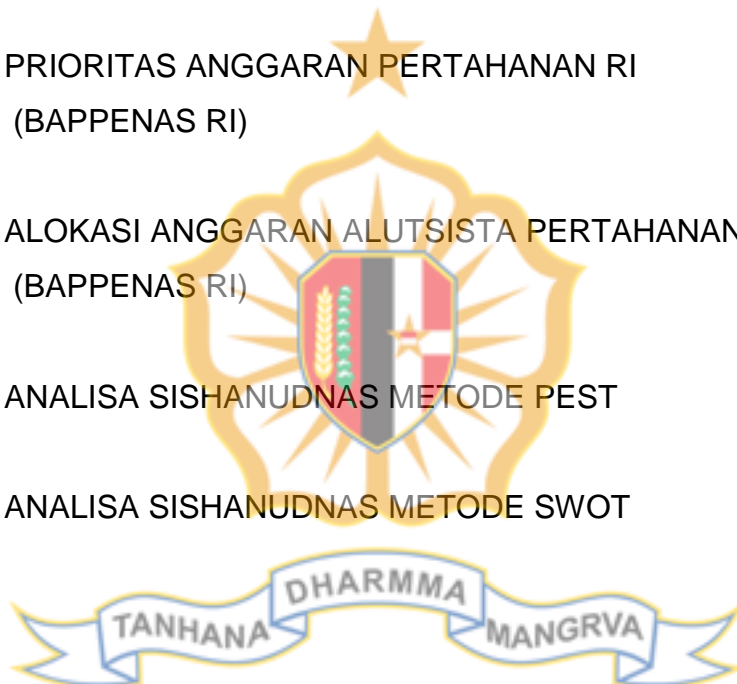 PRIORITAS ANGGARAN PERTAHANAN RI
(BAPPENAS RI)
ALOKASI ANGGARAN ALUTSISTA PERTAHANAN
(BAPPENAS RI)
ANALISA SISHANUDNAS METODE PEST
ANALISA SISHANUDNAS METODE SWOT
TANHANA DHARMMA MANGRVA